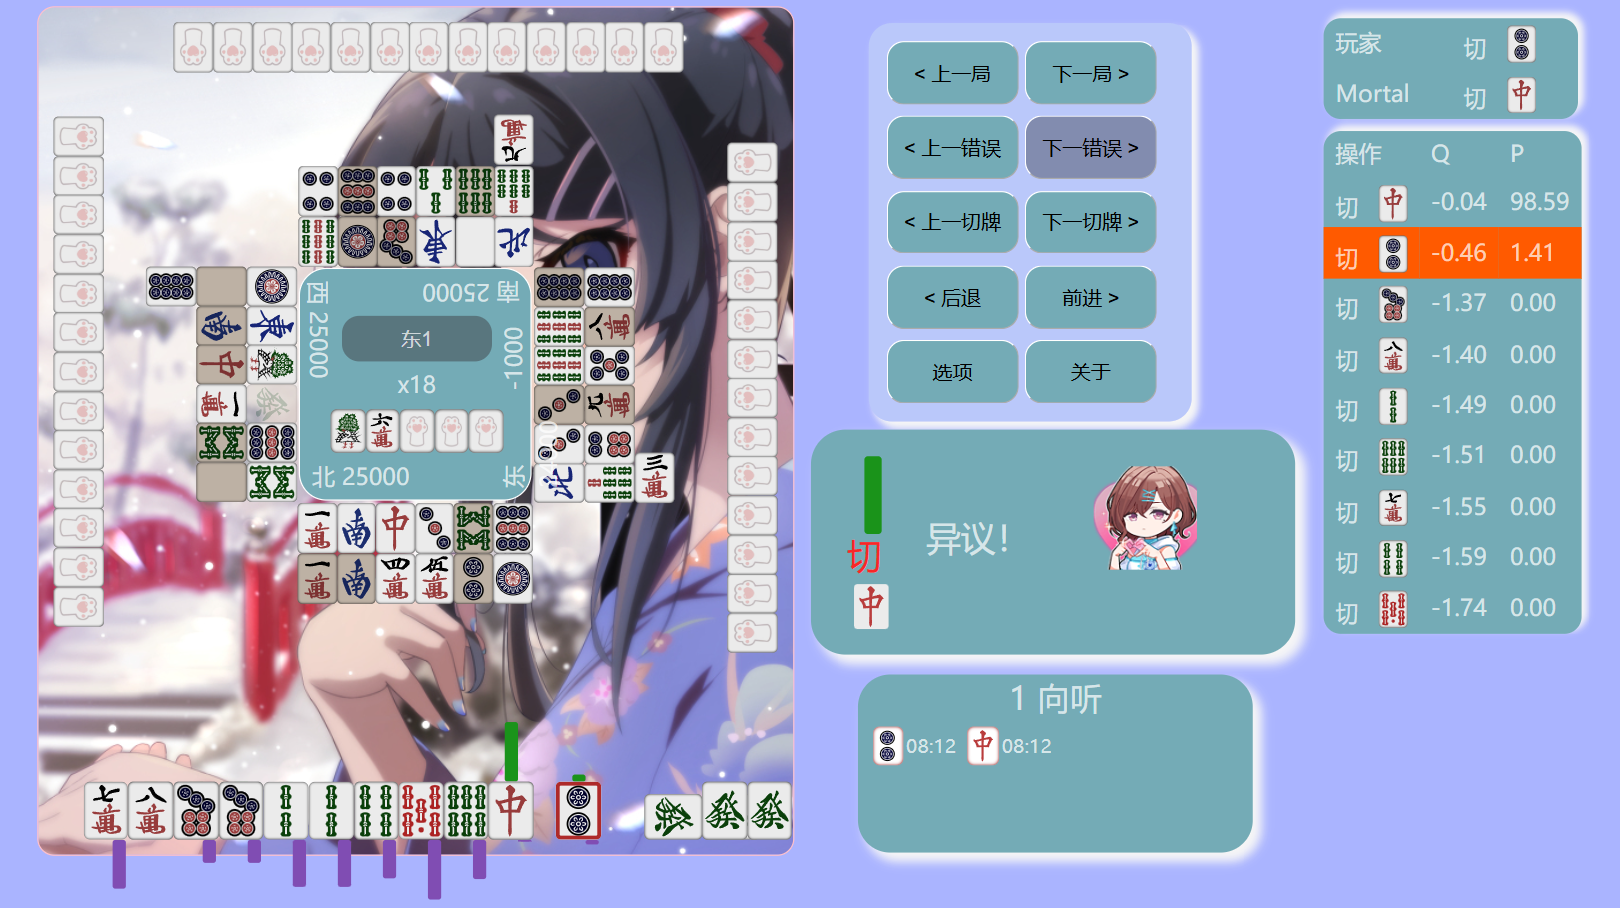 西 25000
南 25000
-1000
东1
x18
北 25000
东
< 上一局
下一局 >
< 上一错误
下一错误 >
< 上一切牌
下一切牌 >
< 后退
前进 >
选项
关于
切
异议!
中
1 向听
08:12 中 08:12
玩家 切
Mortal 切 中
操作 Q P
切 中 -0.04 98.59
切 -0.46 1.41
切 -1.37 0.00
切 八萬 -1.40 0.00
切 -1.49 0.00
切 -1.51 0.00
切 七萬 -1.55 0.00
切 -1.59 0.00
切 -1.74 0.00